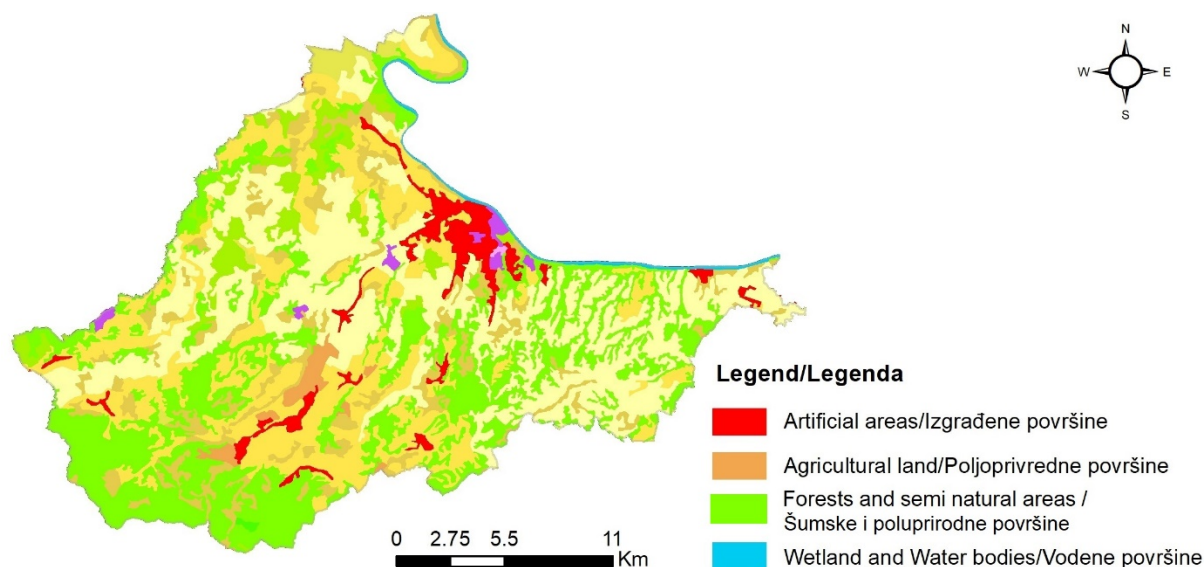 N
W E
S
Legend/Legenda
Artificial areas/Izgrađene površine
Agricultural land/Poljoprivredne površine
Forests and semi natural areas /
Šumske i poluprirodne površine
Wetland and Water bodies/Vodene površine
0 2.75 5.5 11
Km